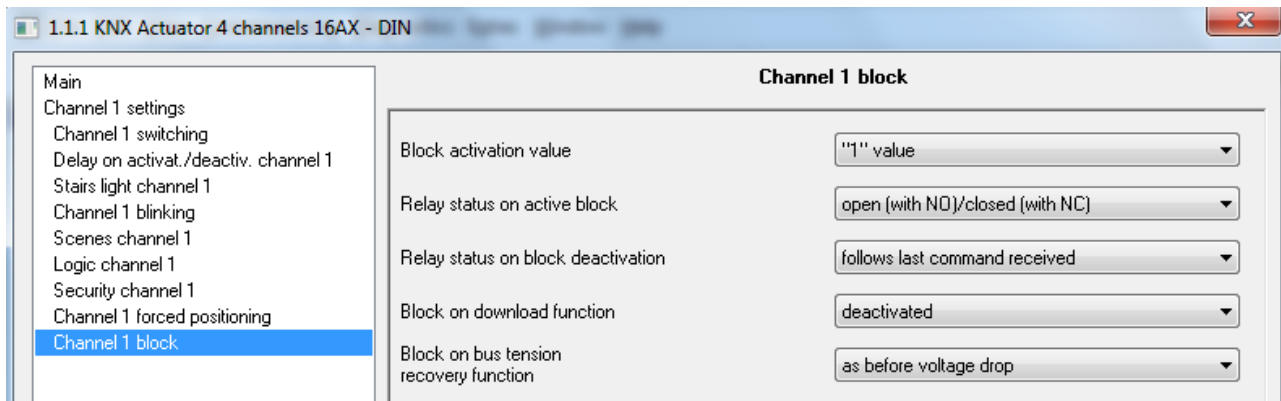 1.1.1 KNX Actuator 4 channels 16AX - DIN
Main
Channel 1 settings
Channel 1 switching
Delay on activat./deactiv. channel 1
Stairs light channel 1
Channel 1 blinking
Scenes channel 1
Logic channel 1
Security channel 1
Channel 1 forced positioning
Channel 1 block
Channel 1 block
Block activation value
"1" value
Relay status on active block
open (with NO)/closed (with NC)
Relay status on block deactivation
follows last command received
Block on download function
deactivated
Block on bus tension
recovery function
as before voltage drop